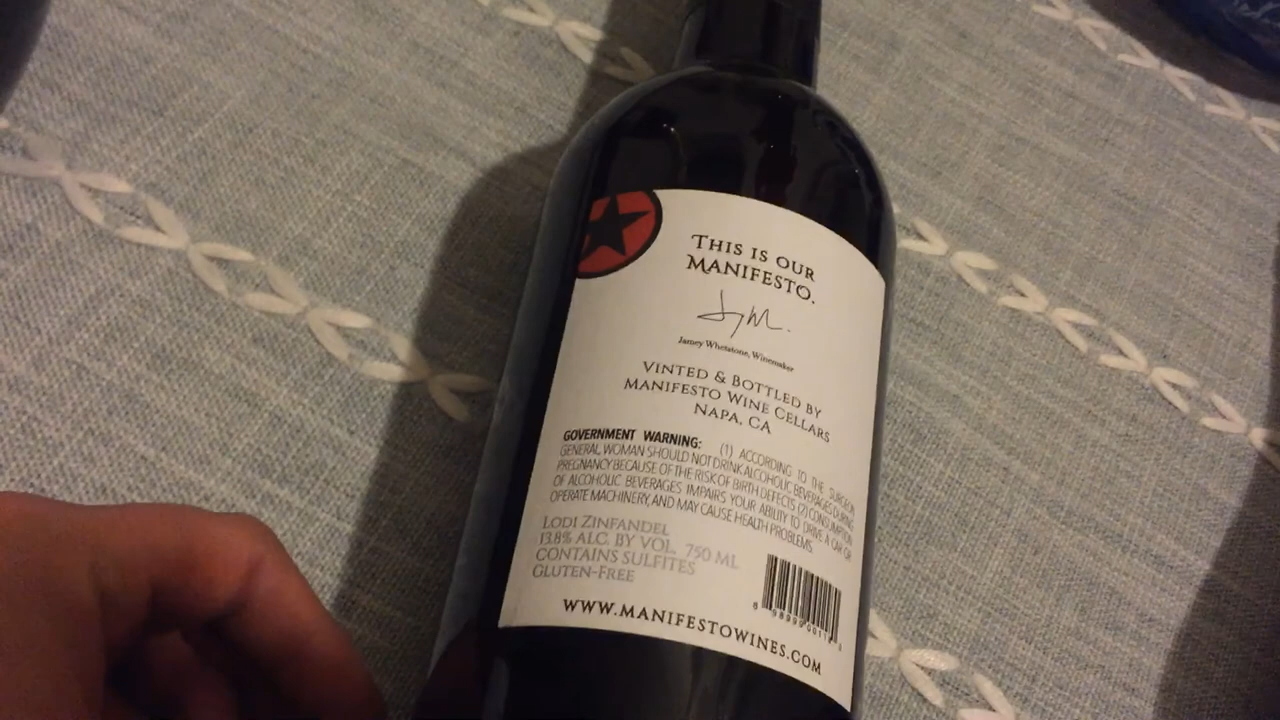 THIS IS OUR
MANIFESTO.
Jamey Whetstone, Winemaker
VINTED & BOTTLED BY
MANIFESTO WINE CELLARS
NAPA, CA
GOVERNMENT WARNING: (1) ACCORDING TO THE SURGEON
GENERAL WOMAN SHOULD NOT DRINK ALCOHOLIC BEVERAGES DURING
PREGNANCY BECAUSE OF THE RISK OF BIRTH DEFECTS (2) CONSUMPTION
OF ALCOHOLIC BEVERAGES IMPAIRS YOUR ABILITY TO DRIVE A CAR OR
OPERATE MACHINERY, AND MAY CAUSE HEALTH PROBLEMS.
LODI ZINFANDEL
13.8% ALC. BY VOL. 750 ML
CONTAINS SULFITES
GLUTEN-FREE
WWW.MANIFESTOWINES.COM